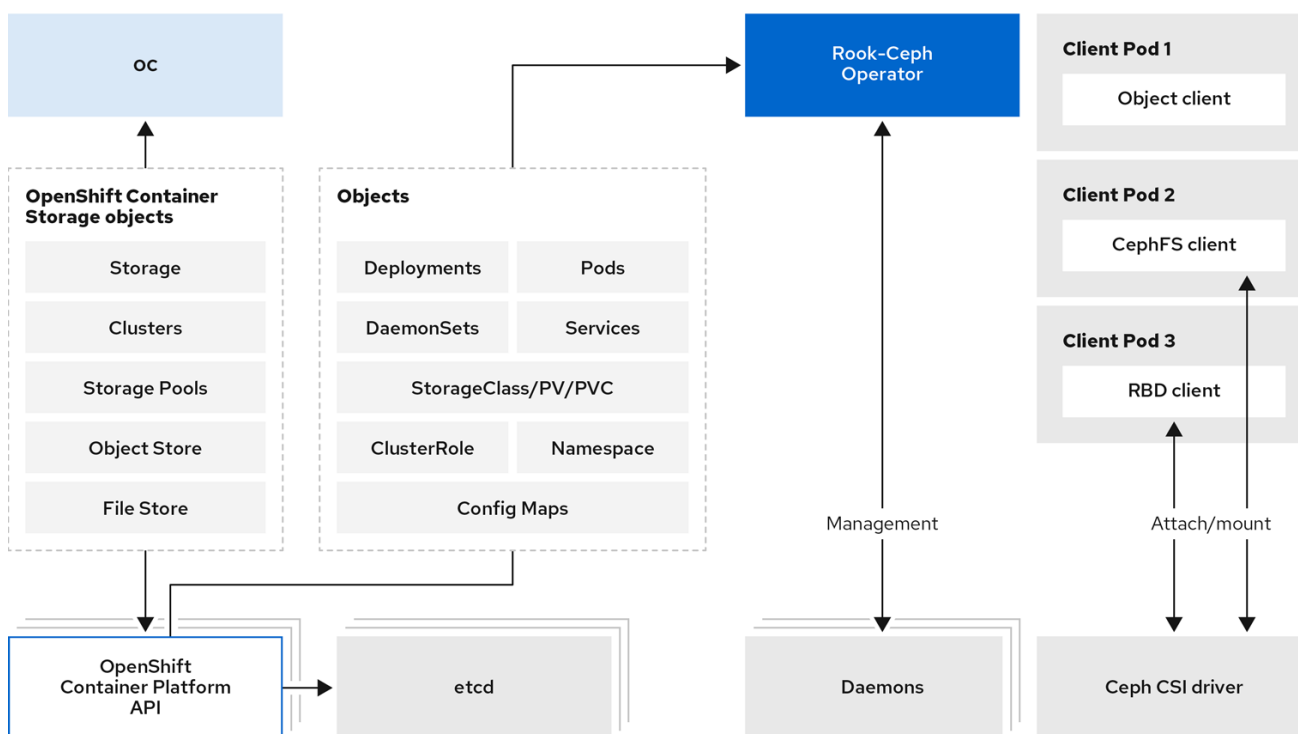 oc
OpenShift Container
Storage objects
Storage
Clusters
Storage Pools
Object Store
File Store
OpenShift
Container Platform
API
Objects
Deployments
Pods
DaemonSets
Services
StorageClass/PV/PVC
ClusterRole
Namespace
Config Maps
etcd
Rook-Ceph
Operator
Management
Daemons
Client Pod 1
Object client
Client Pod 2
CephFS client
Client Pod 3
RBD client
Attach/mount
Ceph CSI driver